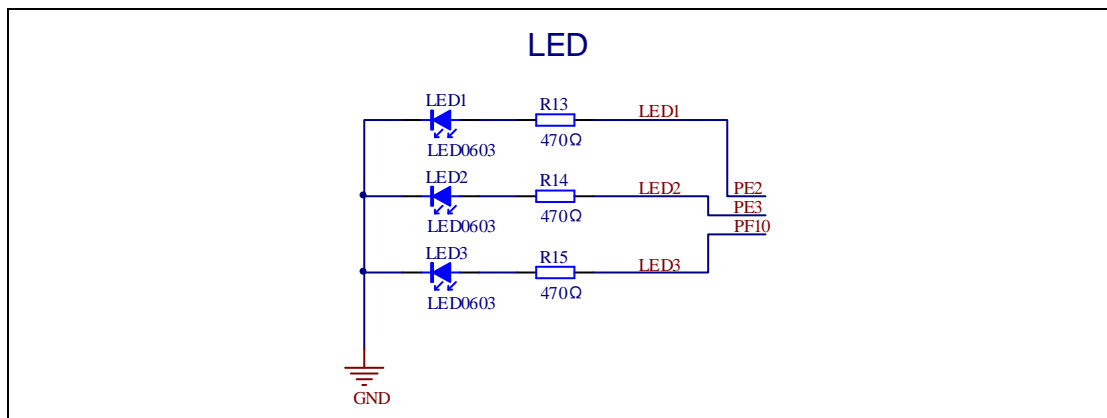 LED
LED1 R13 LED1
LED0603 470Ω
LED2 R14 LED2 PE2
PE3
LED0603 470Ω PF10
LED3 R15 LED3
LED0603 470Ω
GND